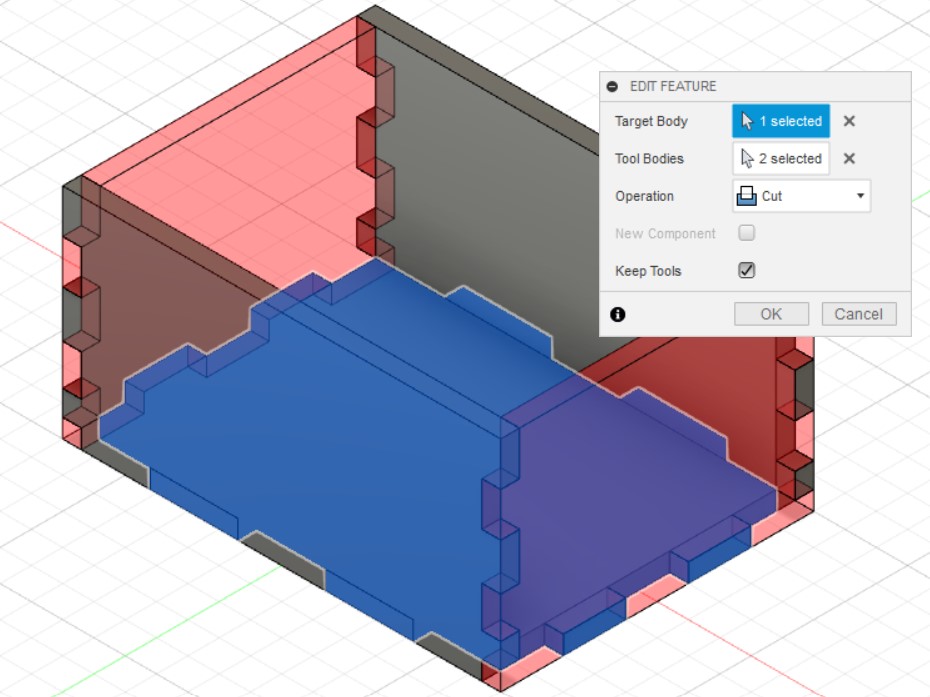 EDIT FEATURE
Target Body 1 selected
Tool Bodies 2 selected
Operation Cut
New Component
Keep Tools
OK Cancel